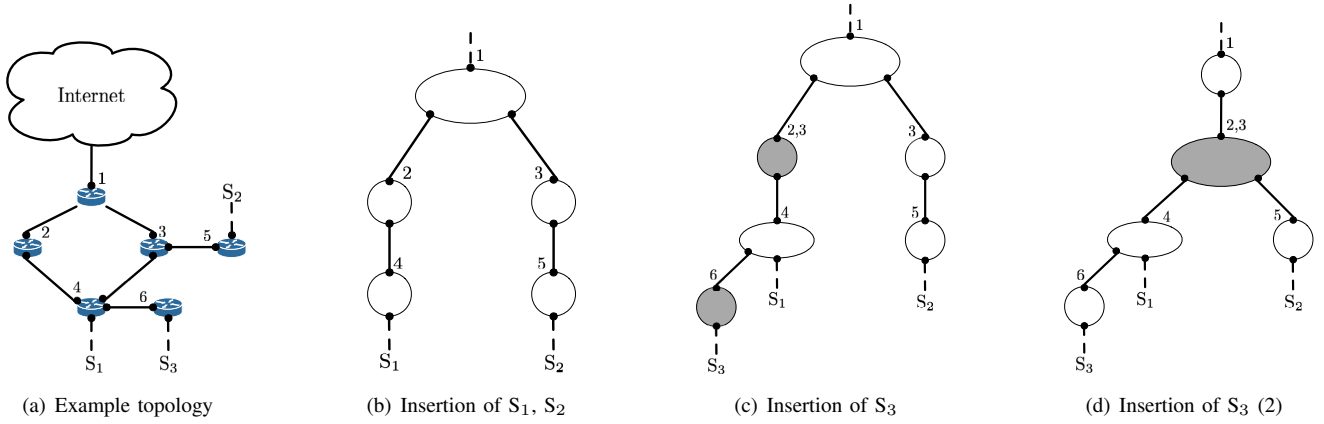 Internet
1
2
3
5
S₂
4
6
S₁
S₃
(a) Example topology
1
2
3
4
5
S₁
S₂
(b) Insertion of S₁, S₂
1
2,3
3
4
5
6
S₁
S₂
S₃
(c) Insertion of S₃
1
2,3
4
5
6
S₁
S₂
S₃
(d) Insertion of S₃ (2)